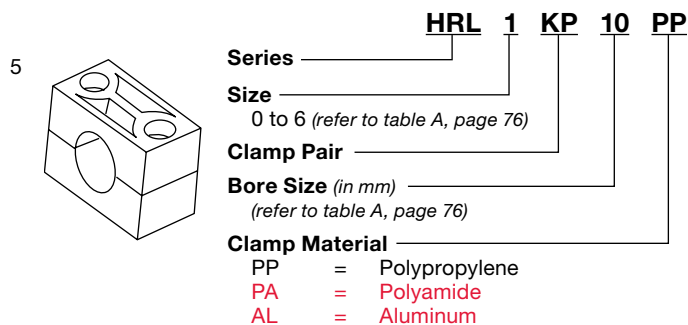 HRL 1 KP 10 PP
5
Series
Size
0 to 6 (refer to table A, page 76)
Clamp Pair
Bore Size (in mm)
(refer to table A, page 76)
Clamp Material
PP = Polypropylene
PA = Polyamide
AL = Aluminum